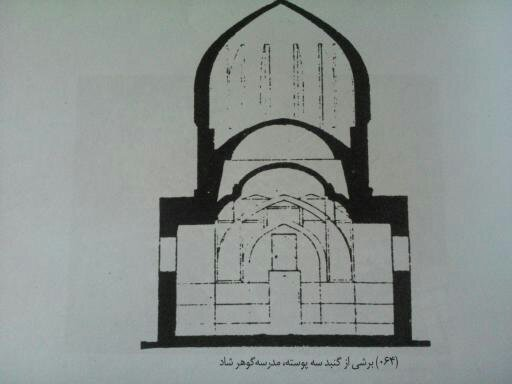 (۰۶۴) برشی از گنبد سه پوسته، مدرسه گوهر شاد